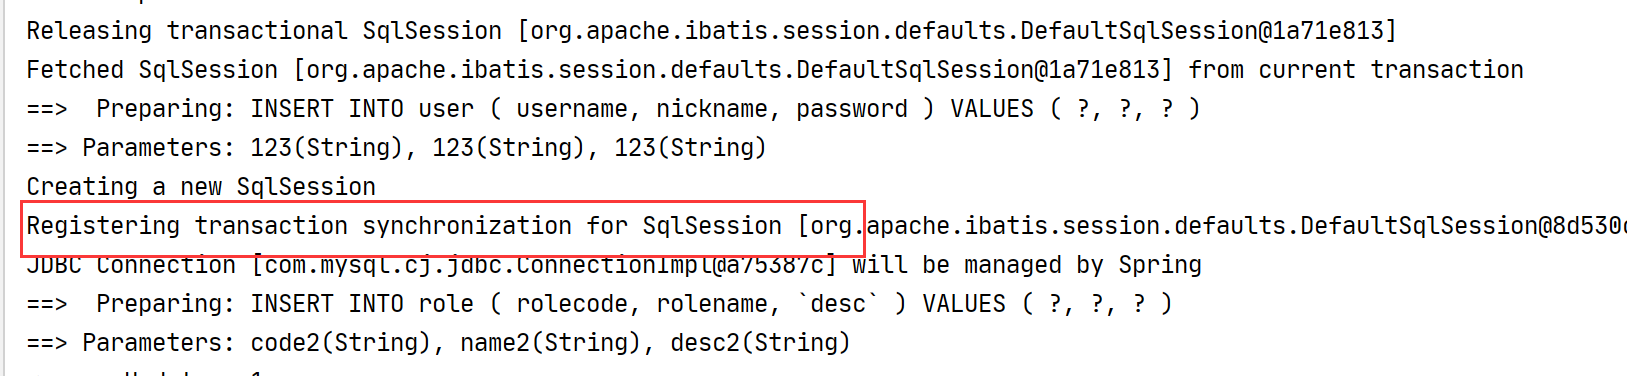 Releasing transactional SqlSession [org.apache.ibatis.session.defaults.DefaultSqlSession@1a71e813]
Fetched SqlSession [org.apache.ibatis.session.defaults.DefaultSqlSession@1a71e813] from current transaction
==>  Preparing: INSERT INTO user ( username, nickname, password ) VALUES ( ?, ?, ? )
==> Parameters: 123(String), 123(String), 123(String)
Creating a new SqlSession
Registering transaction synchronization for SqlSession [org.apache.ibatis.session.defaults.DefaultSqlSession@8d530
JDBC Connection [com.mysql.cj.jdbc.ConnectionImpl@a75387c] will be managed by Spring
==>  Preparing: INSERT INTO role ( rolecode, rolename, `desc` ) VALUES ( ?, ?, ? )
==> Parameters: code2(String), name2(String), desc2(String)